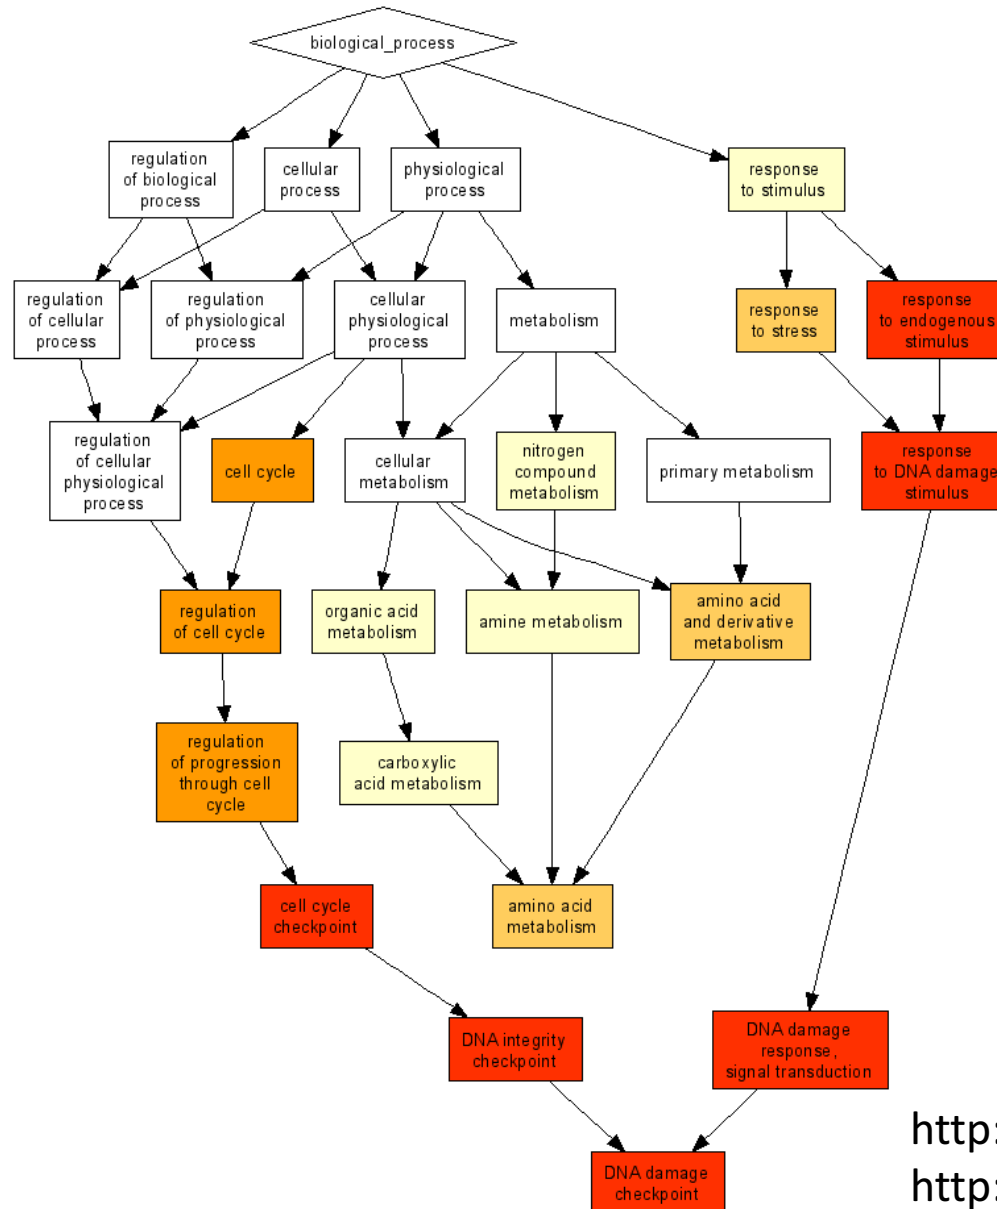 biological_process
regulation
of biological
process
cellular
process
physiological
process
response
to stimulus
regulation
of cellular
process
regulation
of physiological
process
cellular
physiological
process
metabolism
response
to stress
response
to endogenous
stimulus
regulation
of cellular
physiological
process
cell cycle
cellular
metabolism
nitrogen
compound
metabolism
primary metabolism
response
to DNA damage
stimulus
regulation
of cell cycle
organic acid
metabolism
amine metabolism
amino acid
and derivative
metabolism
regulation
of progression
through cell
cycle
carboxylic
acid metabolism
cell cycle
checkpoint
amino acid
metabolism
DNA integrity
checkpoint
DNA damage
response,
signal transduction
DNA damage
checkpoint
http:
http: